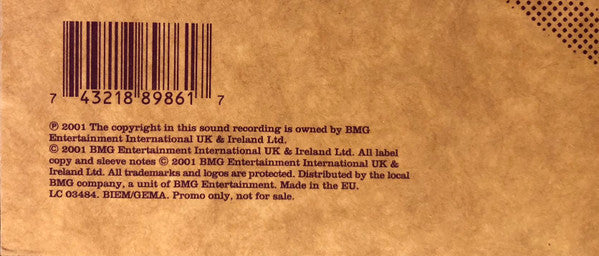 7 43218 89861 7
℗ 2001 The copyright in this sound recording is owned by BMG
Entertainment International UK & Ireland Ltd.
© 2001 BMG Entertainment International UK & Ireland Ltd. All label
copy and sleeve notes © 2001 BMG Entertainment International UK &
Ireland Ltd. All trademarks and logos are protected. Distributed by the local
BMG company, a unit of BMG Entertainment. Made in the EU.
LC 03484. BIEM/GEMA. Promo only, not for sale.